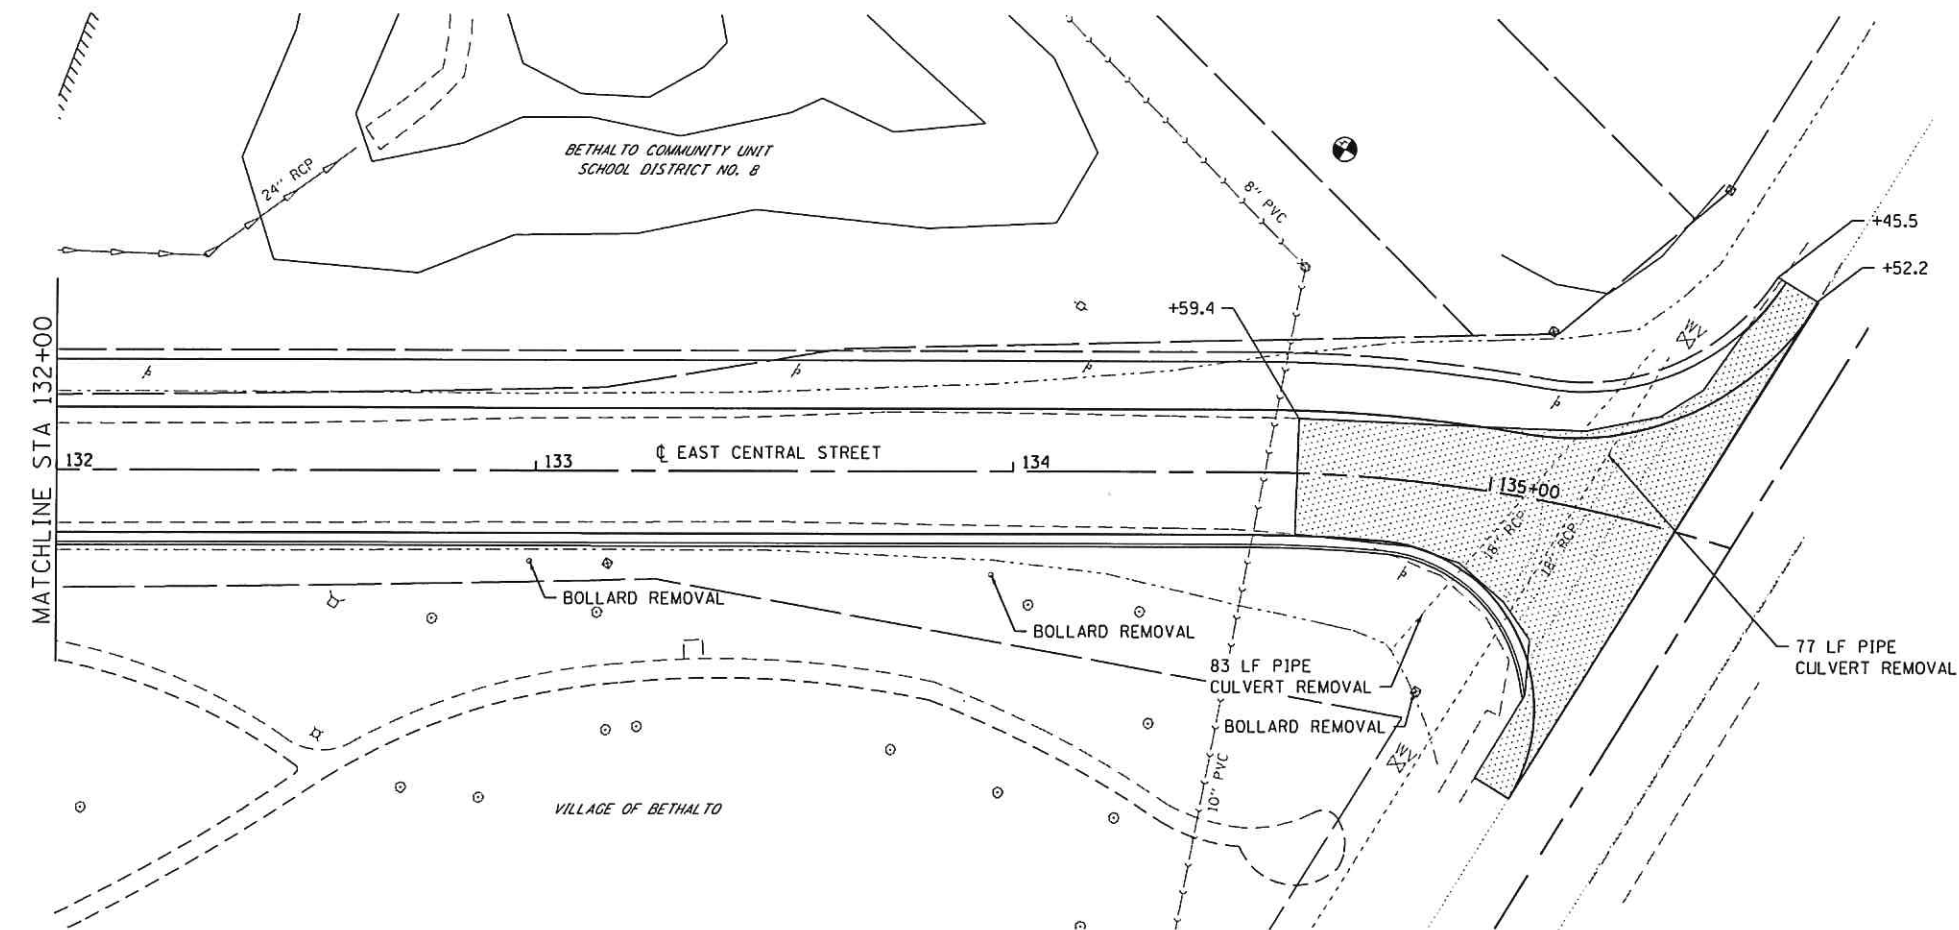 BETHALTO COMMUNITY UNIT
SCHOOL DISTRICT NO. 8
24" RCP
8" PVC
+45.5
+52.2
+59.4
WV
MATCHLINE STA 132+00
132
133
℄ EAST CENTRAL STREET
134
135+00
18" RCP
18" RCP
BOLLARD REMOVAL
BOLLARD REMOVAL
83 LF PIPE
CULVERT REMOVAL
BOLLARD REMOVAL
77 LF PIPE
CULVERT REMOVAL
WV
10" PVC
VILLAGE OF BETHALTO